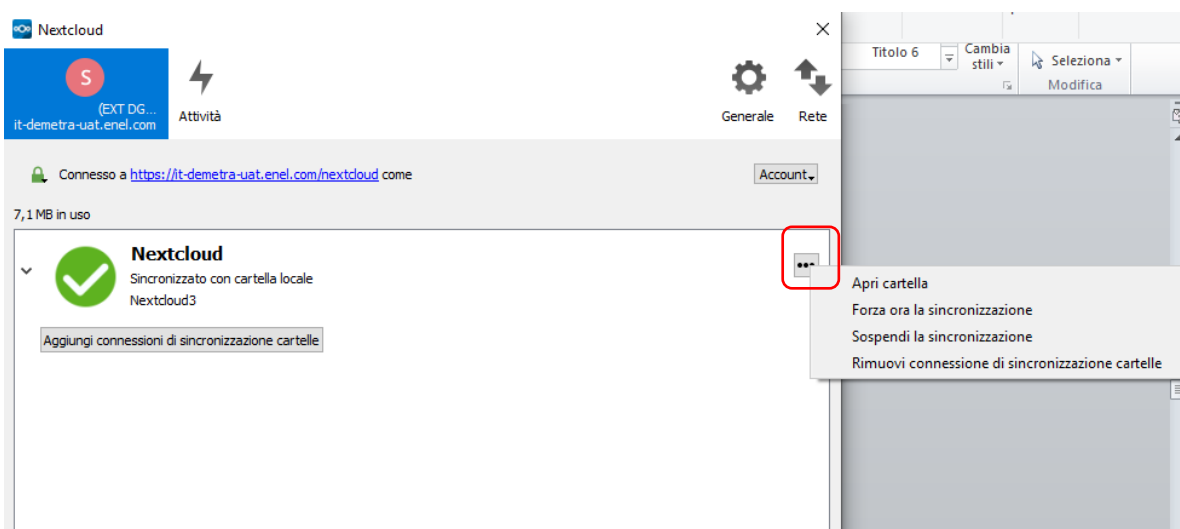 Nextcloud
Titolo 6
Cambia
stili
Seleziona
Modifica
S
(EXT DG...
it-demetra-uat.enel.com
Attività
Generale
Rete
Connesso a https://it-demetra-uat.enel.com/nextcloud come
Account
7,1 MB in uso
Nextcloud
Sincronizzato con cartella locale
Nextcloud3
Aggiungi connessioni di sincronizzazione cartelle
Apri cartella
Forza ora la sincronizzazione
Sospendi la sincronizzazione
Rimuovi connessione di sincronizzazione cartelle